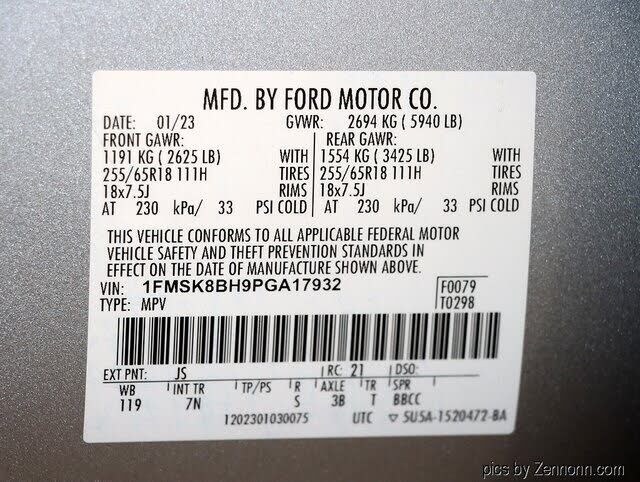 MFD. BY FORD MOTOR CO.
DATE: 01/23 GVWR: 2694 KG ( 5940 LB)
FRONT GAWR: REAR GAWR:
1191 KG ( 2625 LB) WITH 1554 KG ( 3425 LB) WITH
255/65R18 111H TIRES 255/65R18 111H TIRES
18x7.5J RIMS 18x7.5J RIMS
AT 230 kPa/ 33 PSI COLD AT 230 kPa/ 33 PSI COLD
THIS VEHICLE CONFORMS TO ALL APPLICABLE FEDERAL MOTOR
VEHICLE SAFETY AND THEFT PREVENTION STANDARDS IN
EFFECT ON THE DATE OF MANUFACTURE SHOWN ABOVE.
VIN: 1FMSK8BH9PGA17932 F0079
TYPE: MPV T0298
EXT PNT: JS RC: 21 DSO:
WB INT TR TP/PS R AXLE TR SPR
119 7N S 3B T BBCC
1202301030075 UTC ▽ 5U5A-1520472-BA
pics by Zennonn.com